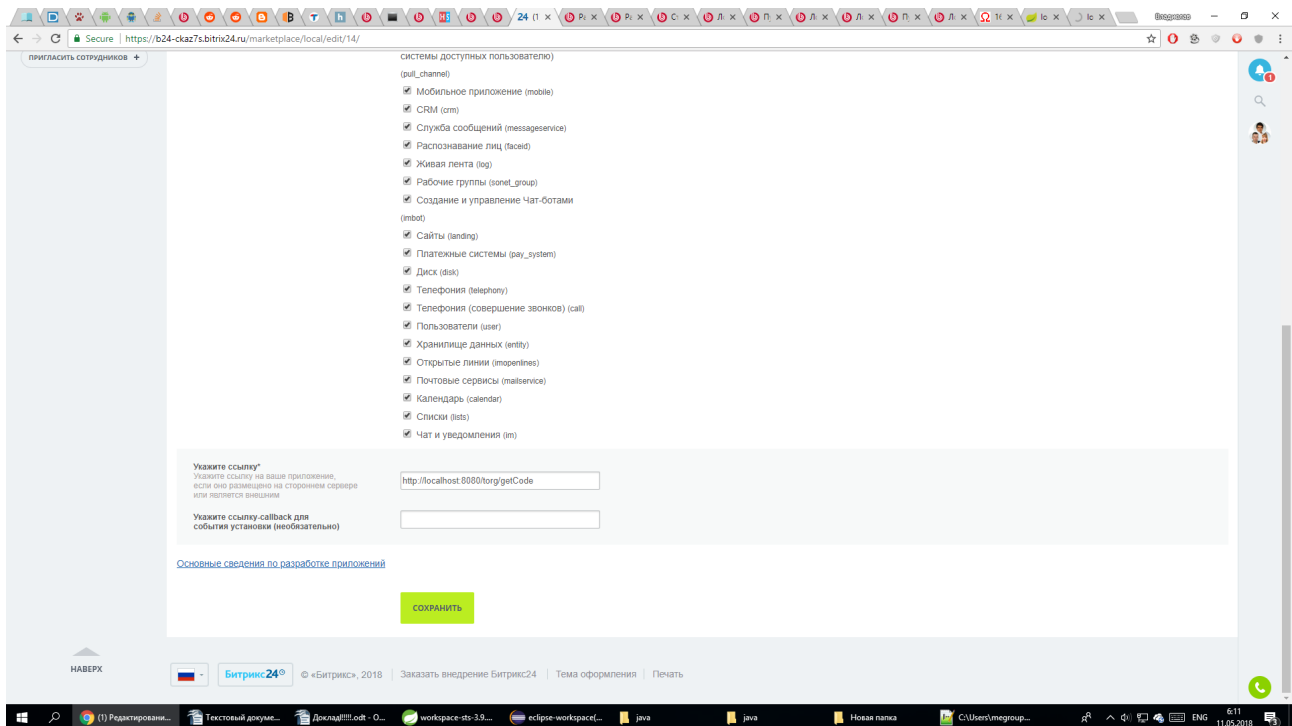 24 (1
Secure | https://b24-ckaz7s.bitrix24.ru/marketplace/local/edit/14/
ПРИГЛАСИТЬ СОТРУДНИКОВ +
системы доступных пользователю)
(pull_channel)
Мобильное приложение (mobile)
CRM (crm)
Служба сообщений (messageservice)
Распознавание лиц (faceid)
Живая лента (log)
Рабочие группы (sonet_group)
Создание и управление Чат-ботами
(imbot)
Сайты (landing)
Платежные системы (pay_system)
Диск (disk)
Телефония (telephony)
Телефония (совершение звонков) (call)
Пользователи (user)
Хранилище данных (entity)
Открытые линии (imopenlines)
Почтовые сервисы (mailservice)
Календарь (calendar)
Списки (lists)
Чат и уведомления (im)
Укажите ссылку*
Укажите ссылку на ваше приложение,
если оно размещено на стороннем сервере
или является внешним
http://localhost:8080/torg/getCode
Укажите ссылку-callback для
события установки (необязательно)
Основные сведения по разработке приложений
СОХРАНИТЬ
НАВЕРХ
Битрикс24 © «Битрикс», 2018 Заказать внедрение Битрикс24 Тема оформления Печать
(1) Редактировани... Текстовый докуме... Доклад!!!!!.odt - O... workspace-sts-3.9.... eclipse-workspace(... java java Новая папка C:\Users\megroup... ENG 6:11
11.05.2018